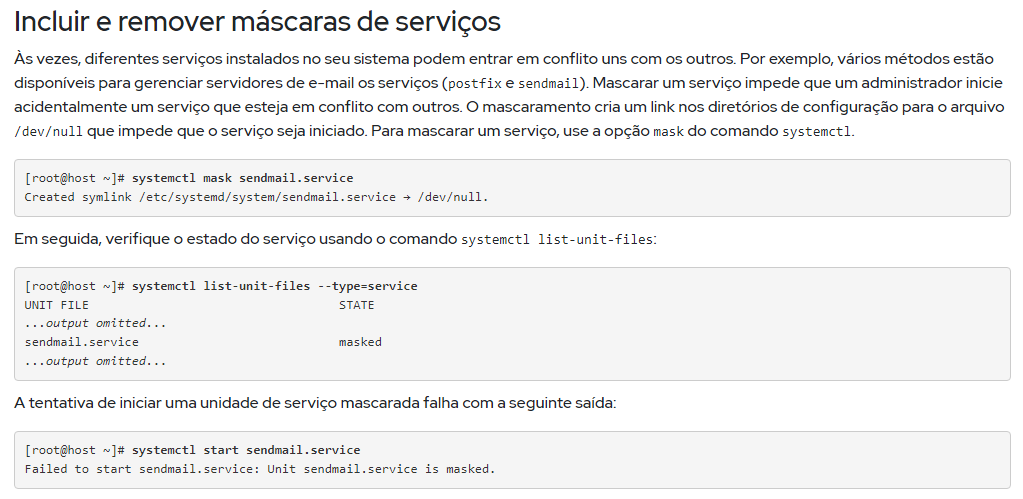 Incluir e remover máscaras de serviços
Às vezes, diferentes serviços instalados no seu sistema podem entrar em conflito uns com os outros. Por exemplo, vários métodos estão
disponíveis para gerenciar servidores de e-mail os serviços (postfix e sendmail). Mascarar um serviço impede que um administrador inicie
acidentalmente um serviço que esteja em conflito com outros. O mascaramento cria um link nos diretórios de configuração para o arquivo
/dev/null que impede que o serviço seja iniciado. Para mascarar um serviço, use a opção mask do comando systemctl.
[root@host ~]# systemctl mask sendmail.service
Created symlink /etc/systemd/system/sendmail.service → /dev/null.
Em seguida, verifique o estado do serviço usando o comando systemctl list-unit-files:
[root@host ~]# systemctl list-unit-files --type=service
UNIT FILE STATE
...output omitted...
sendmail.service masked
...output omitted...
A tentativa de iniciar uma unidade de serviço mascarada falha com a seguinte saída:
[root@host ~]# systemctl start sendmail.service
Failed to start sendmail.service: Unit sendmail.service is masked.